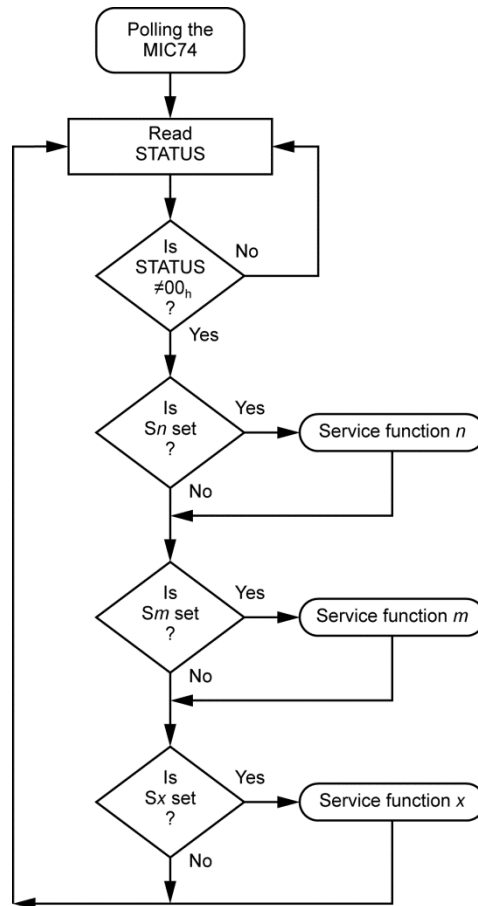 Polling the
MIC74
Read
STATUS
Is
STATUS
≠00h
?
No
Yes
Is
Sn set
?
Yes
Service function n
No
Is
Sm set
?
Yes
Service function m
No
Is
Sx set
?
Yes
Service function x
No